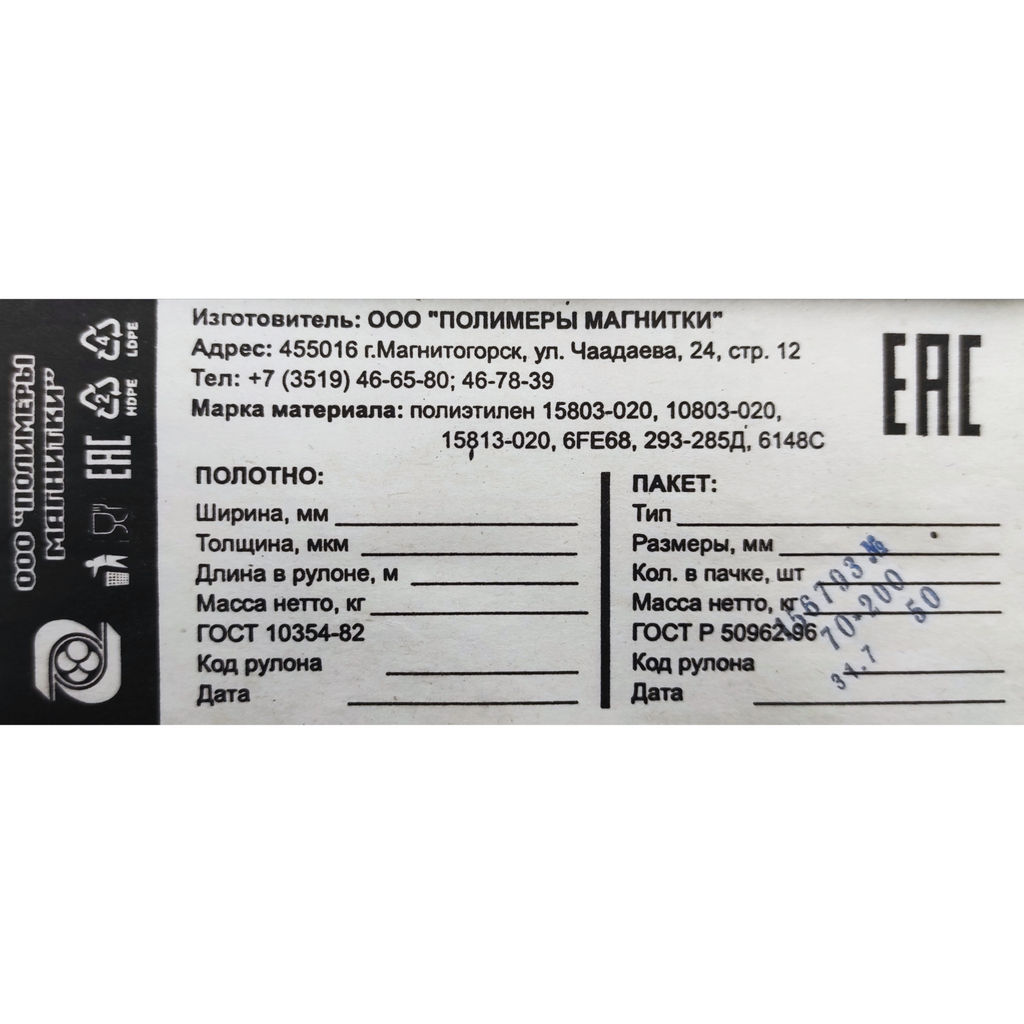 ООО "ПОЛИМЕРЫ
МАГНИТКИ"
4
LDPE
2
HDPE
EAC
Изготовитель: ООО "ПОЛИМЕРЫ МАГНИТКИ"
Адрес: 455016 г.Магнитогорск, ул. Чаадаева, 24, стр. 12
Тел: +7 (3519) 46-65-80; 46-78-39
Марка материала: полиэтилен 15803-020, 10803-020,
15813-020, 6FE68, 293-285Д, 6148С
EAC
ПОЛОТНО:
Ширина, мм
Толщина, мкм
Длина в рулоне, м
Масса нетто, кг
ГОСТ 10354-82
Код рулона
Дата
ПАКЕТ:
Тип
Размеры, мм
Кол. в пачке, шт
Масса нетто, кг
ГОСТ Р 50962-96
Код рулона
Дата
70·200
50